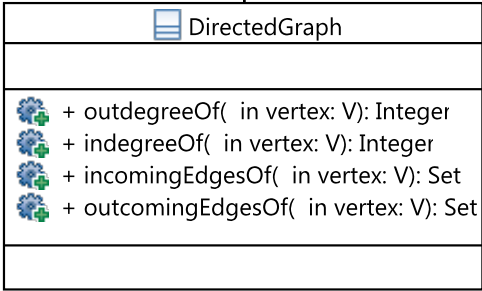 DirectedGraph
+ outdegreeOf( in vertex: V): Integer
+ indegreeOf( in vertex: V): Integer
+ incomingEdgesOf( in vertex: V): Set
+ outcomingEdgesOf( in vertex: V): Set